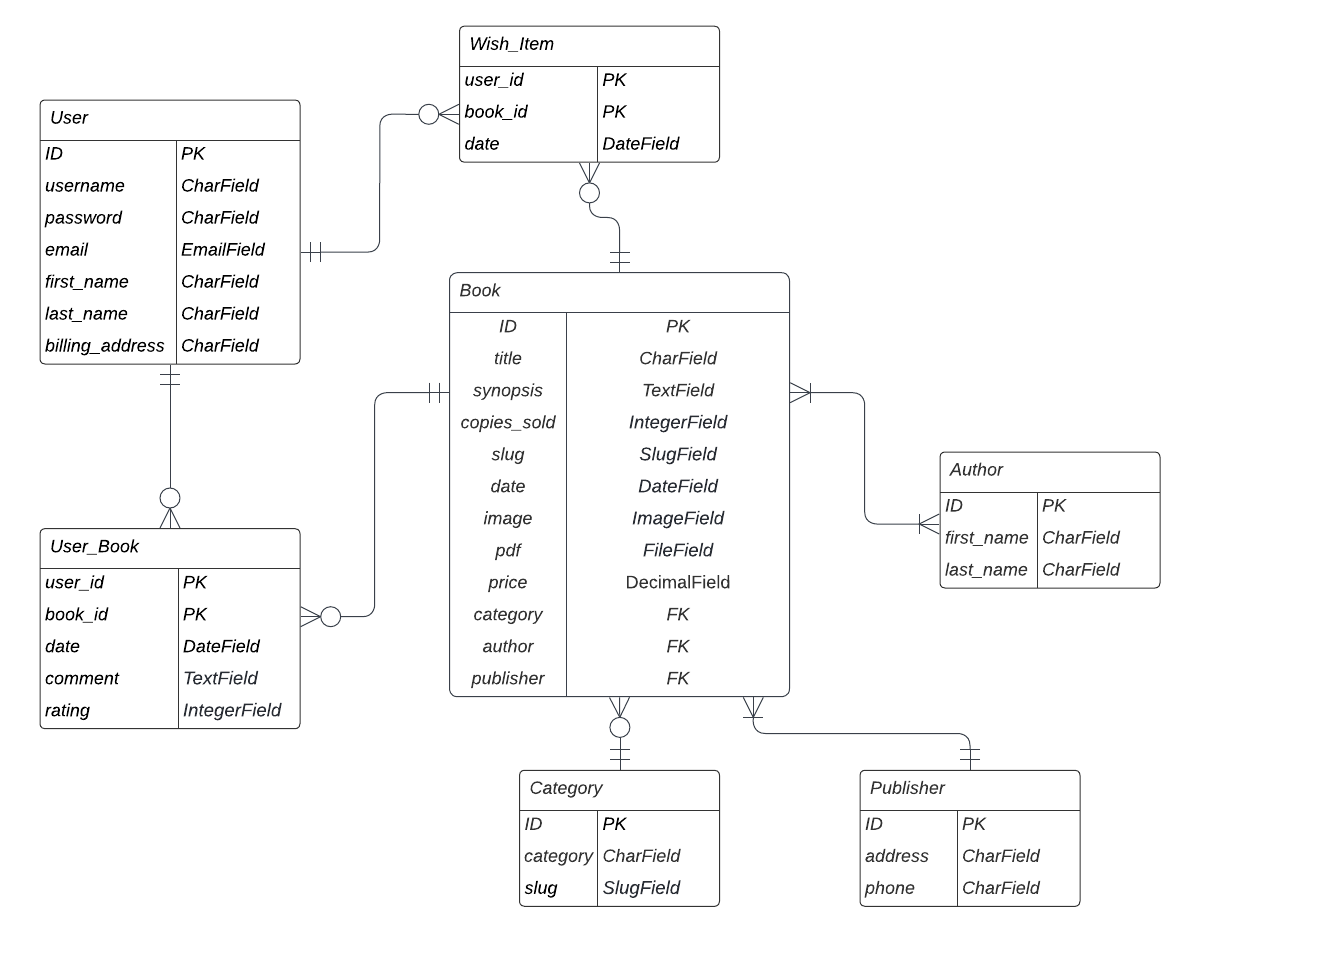 Wish_Item
user_id PK
book_id PK
date DateField
User
ID PK
username CharField
password CharField
email EmailField
first_name CharField
last_name CharField
billing_address CharField
Book
ID PK
title CharField
synopsis TextField
copies_sold IntegerField
slug SlugField
date DateField
image ImageField
pdf FileField
price DecimalField
category FK
author FK
publisher FK
Author
ID PK
first_name CharField
last_name CharField
User_Book
user_id PK
book_id PK
date DateField
comment TextField
rating IntegerField
Category
ID PK
category CharField
slug SlugField
Publisher
ID PK
address CharField
phone CharField